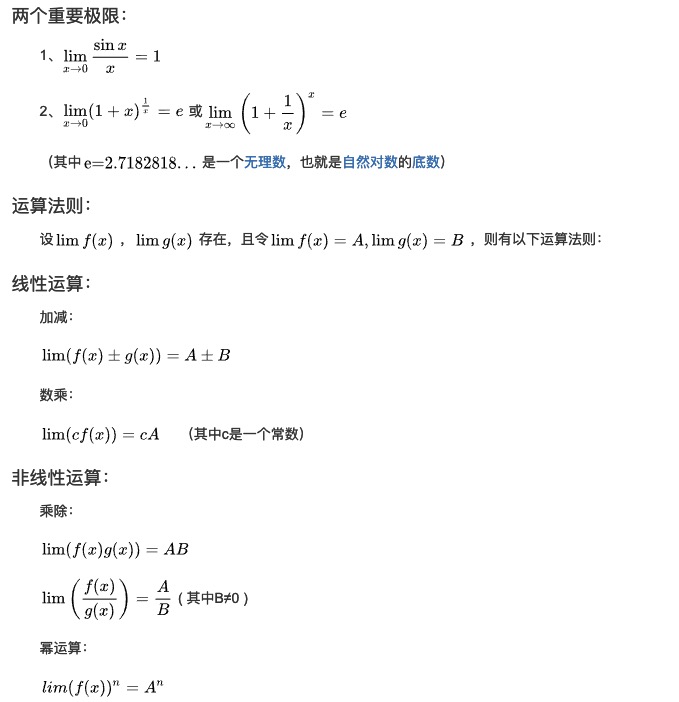 两个重要极限：
1、$\lim_{x \to 0} \frac{\sin x}{x} = 1$
2、$\lim_{x \to 0} (1 + x)^{\frac{1}{x}} = e$ 或 $\lim_{x \to \infty} \left(1 + \frac{1}{x}\right)^x = e$
（其中 e=2.7182818... 是一个无理数，也就是自然对数的底数）
运算法则：
设 $\lim f(x)$ ，$\lim g(x)$ 存在，且令 $\lim f(x) = A, \lim g(x) = B$ ，则有以下运算法则：
线性运算：
加减：
$\lim(f(x) \pm g(x)) = A \pm B$
数乘：
$\lim(cf(x)) = cA$ （其中c是一个常数）
非线性运算：
乘除：
$\lim(f(x)g(x)) = AB$
$\lim \left(\frac{f(x)}{g(x)}\right) = \frac{A}{B}$ ( 其中B≠0 )
幂运算：
$lim(f(x))^n = A^n$